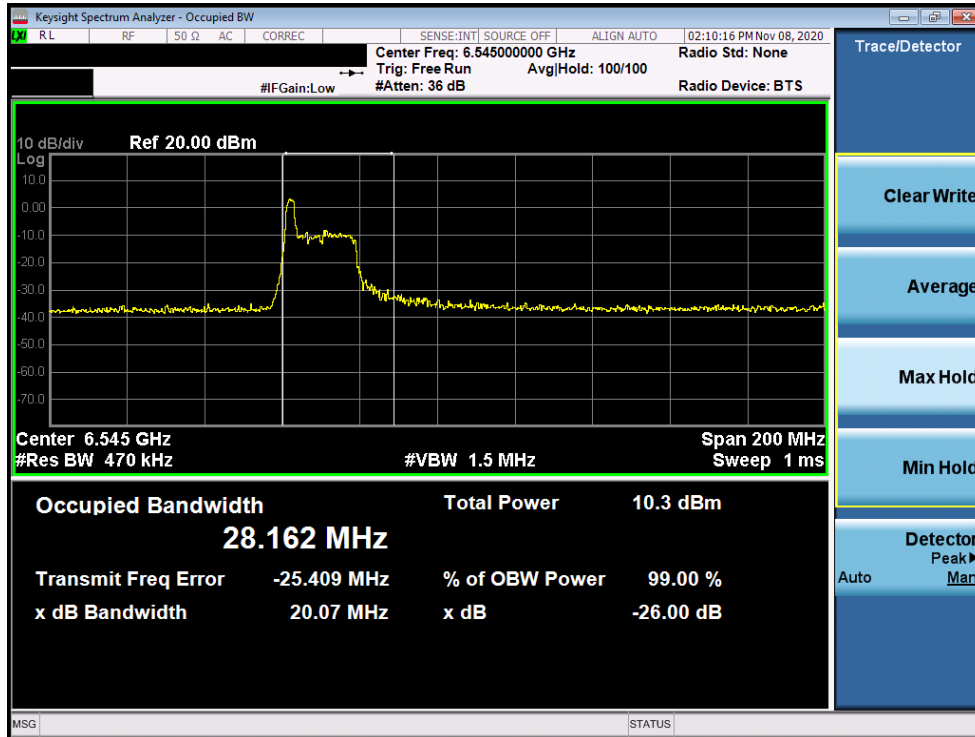 Keysight Spectrum Analyzer - Occupied BW
LXI RL RF 50 Ω AC CORREC SENSE:INT SOURCE OFF ALIGN AUTO 02:10:16 PM Nov 08, 2020
Center Freq: 6.545000000 GHz Radio Std: None
Trig: Free Run Avg|Hold: 100/100
#IFGain:Low #Atten: 36 dB Radio Device: BTS
Trace/Detector
10 dB/div Ref 20.00 dBm
Log
10.0
0.00
-10.0
-20.0
-30.0
-40.0
-50.0
-60.0
-70.0
Center 6.545 GHz Span 200 MHz
#Res BW 470 kHz #VBW 1.5 MHz Sweep 1 ms
Clear Write
Average
Max Hold
Min Hold
Detector
Peak▶
Auto Man
Occupied Bandwidth Total Power 10.3 dBm
28.162 MHz
Transmit Freq Error -25.409 MHz % of OBW Power 99.00 %
x dB Bandwidth 20.07 MHz x dB -26.00 dB
MSG STATUS